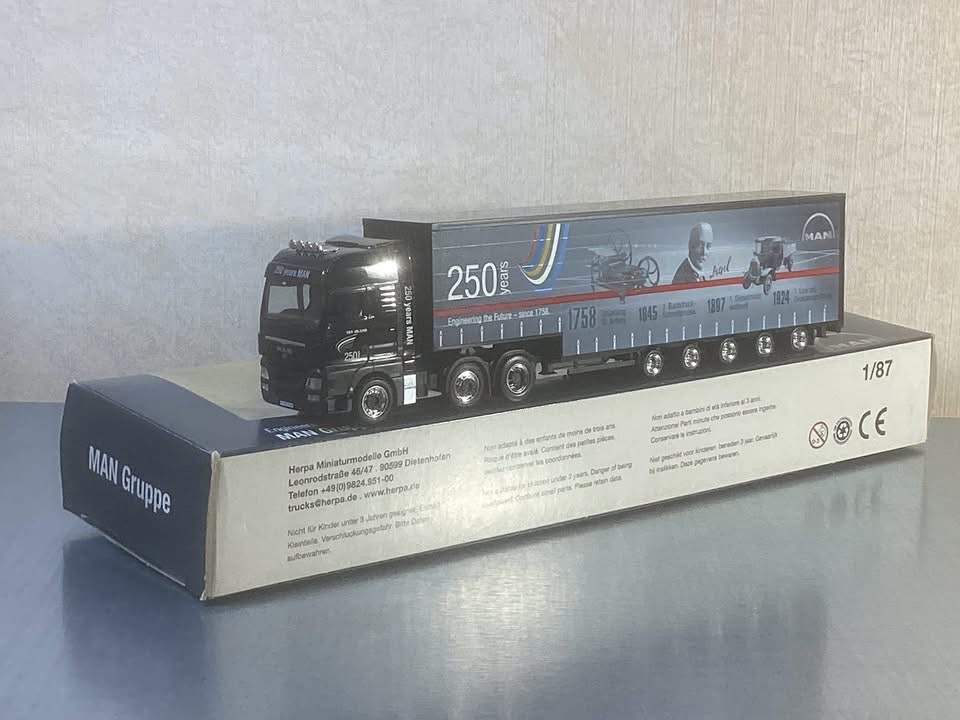 250 years MAN
250 years MAN
MAN
250
250
years
Engineering the Future – since 1758.
1758
1845
1897
1924
MAN
MAN Gruppe
1/87
Herpa Miniaturmodelle GmbH
Leonrodstraße 46/47 . 90599 Dietenhofen
Telefon +49(0)9824.951-00
trucks@herpa.de . www.herpa.de
Nicht für Kinder unter 3 Jahren geeignet.
Kleinteile. Verschluckungsgefahr. Bitte Daten
aufbewahren.
Non adapté à des enfants de moins de trois ans.
Risque d'être avalé. Contient des petites pièces.
Veuillez conserver les coordonnées.
Not suitable for children under 3 years. Danger of being
swallowed. Contains small parts. Please retain data.
Non adatto a bambini di età inferiore ai 3 anni.
Attenzione! Parti minute che possono essere ingerite.
Conservare le istruzioni.
Niet geschikt voor kinderen beneden 3 jaar. Gevaarlijk
bij inslikken. Deze gegevens bewaren.
0-3
CE